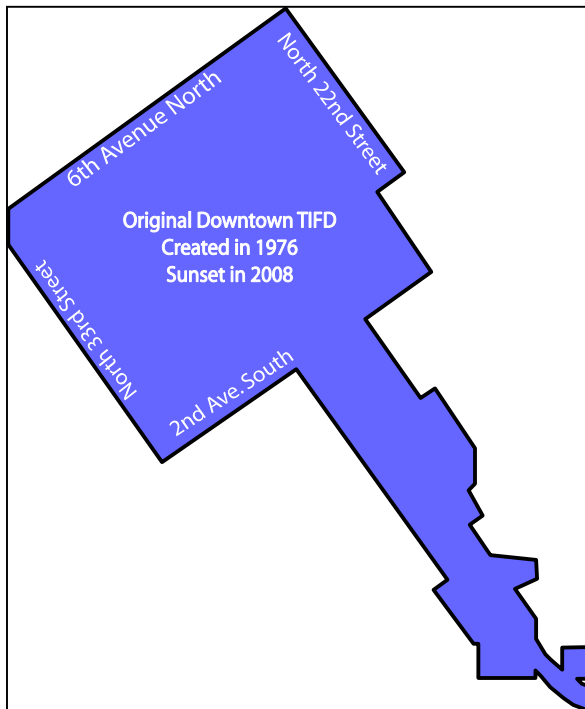 6th Avenue North
North 22nd Street
Original Downtown TIFD
Created in 1976
Sunset in 2008
North 33rd Street
2nd Ave. South